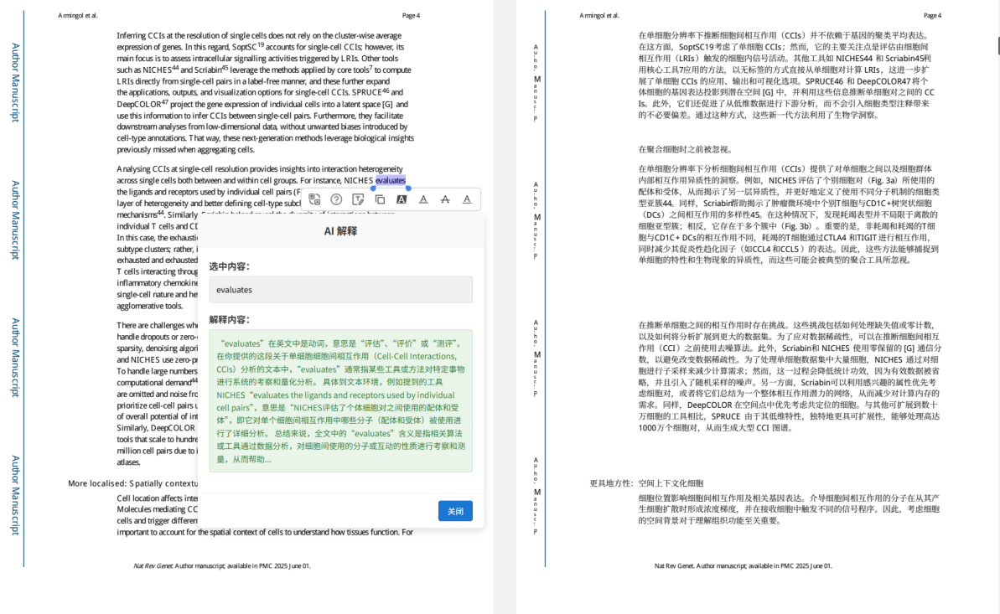 Armingol et al.
Page 4
Author Manuscript
Author Manuscript
Author Manuscript
Author Manuscript
Inferring CCIs at the resolution of single cells does not rely on the cluster-wise average
expression of genes. In this regard, SoptSC19 accounts for single-cell CCIs; however, its
main focus is to assess intracellular signalling activities triggered by LRIs. Other tools
such as NICHES44 and Scriabin45 leverage the methods applied by core tools7 to compute
LRIs directly from single-cell pairs in a label-free manner, and these further expand
the applications, outputs, and visualization options for single-cell CCIs. SPRUCE46 and
DeepCOLOR47 project the gene expression of individual cells into a latent space [G] and
use this information to infer CCIs between single-cell pairs. Furthermore, they facilitate
downstream analyses from low-dimensional data, without unwanted biases introduced by
cell-type annotations. That way, these next-generation methods leverage biological insights
previously missed when aggregating cells.
Analysing CCIs at single-cell resolution provides insights into interaction heterogeneity
across single cells both between and within cell groups. For instance, NICHES evaluates
the ligands and receptors used by individual cell pairs (F
layer of heterogeneity and better defining cell-type subcl
mechanisms44. Similarly
individual T cells and CD
In this case, the exhaustio
subtype clusters; rather, i
exhausted and exhausted
T cells interacting throug
inflammatory chemokine
single-cell nature and het
agglomerative tools.
There are challenges whe
handle dropouts or zero-c
sparsity, denoising algori
and NICHES use zero-pr
To handle large numbers
computational demand44
are omitted and noise fro
prioritize cell-pairs u
of overall potential of int
Similarly, DeepCOLOR
tools that scale to hundre
million cell pairs due to i
atlases.
More localised: Spatially contextu
Cell location affects inter
Molecules mediating CC
cells and trigger different
important to account for the spatial context of cells to understand how tissues function. For
Nat Rev Genet. Author manuscript; available in PMC 2025 June 01.
AI 解释
选中内容：
evaluates
解释内容：
“evaluates”在英文中是动词，意思是“评估”、“评价”或“测评”。
在你提供的这段关于单细胞细胞间相互作用（Cell-Cell Interactions,
CCIs）分析的文本中，“evaluates”通常指某些工具或方法对特定事物
进行系统的考察和量化分析。 具体到文本环境，例如提到的工具
NICHES “evaluates the ligands and receptors used by individual
cell pairs”，意思是“NICHES评估了个体细胞对之间使用的配体和受
体”，即它对单个细胞间相互作用中哪些分子（配体和受体）被使用进
行了详细分析。 总结来说，全文中的“evaluates”含义是指相关算法
或工具通过数据分析，对细胞间使用的分子或互动的性质进行考察和测
量，从而帮助...
关闭
Armingol et al.
Page 4
在单细胞分辨率下推断细胞间相互作用（CCIs）并不依赖于基因的聚类平均表达。
在这方面，SoptSC19考虑了单细胞 CCIs；然而，它的主要关注点是评估由细胞间
相互作用（LRIs）触发的细胞内信号活动。其他工具如 NICHES44 和 Scriabin45利
用核心工具7应用的方法，以无标签的方式直接从单细胞对计算 LRIs，这进一步扩
展了单细胞 CCIs 的应用、输出和可视化选项。SPRUCE46 和 DeepCOLOR47 将个
体细胞的基因表达投影到潜在空间 [G] 中，并利用这些信息推断单细胞对之间的 CC
Is。此外，它们还促进了从低维数据进行下游分析，而不会引入细胞类型注释带来
的不必要偏差。通过这种方式，这些新一代方法利用了生物学洞察。
在聚合细胞时之前被忽视。
在单细胞分辨率下分析细胞间相互作用（CCIs）提供了对单细胞之间以及细胞群体
内部相互作用异质性的洞察。例如，NICHES 评估了个别细胞对（Fig. 3a）所使用的
配体和受体，从而揭示了另一层异质性，并更好地定义了使用不同分子机制的细胞类
型亚簇44。同样，Scriabin帮助揭示了肿瘤微环境中个别T细胞与CD1C+树突状细胞
（DCs）之间相互作用的多样性45。在这种情况下，发现耗竭表型并不局限于离散的
细胞亚型簇；相反，它存在于多个簇中（Fig. 3b）。重要的是，非耗竭和耗竭的T细
胞与CD1C+ DCs的相互作用不同，耗竭的T细胞通过CTLA4 和TIGIT 进行相互作用，
同时减少其促炎性趋化因子（如CCL4 和CCL5 ）的表达。因此，这些方法能够捕捉到
单细胞的特性和生物现象的异质性，而这些可能会被典型的聚合工具所忽视。
在推断单细胞之间的相互作用时存在挑战。这些挑战包括如何处理缺失值或零计数，
以及如何将分析扩展到更大的数据集。为了应对数据稀疏性，可以在推断细胞间相互
作用（CCI）之前使用去噪算法。此外，Scriabin和 NICHES 使用零保留的 [G] 通信分
数，以避免改变数据稀疏性。为了处理单细胞数据集中大量细胞，NICHES 通过对细
胞进行子采样来减少计算需求；然而，这一过程会降低统计功效，因为有效数据被省
略，并且引入了随机采样的噪声。另一方面，Scriabin可以利用感兴趣的属性优先考
虑细胞对，或者将它们总结为一个整体相互作用潜力的网络，从而减少对计算内存的
需求。同样，DeepCOLOR 在空间点中优先考虑共定位的细胞。与其他可扩展到数十
万细胞的工具相比，SPRUCE 由于其低维特性，独特地更具可扩展性，能够处理高达
1000万个细胞对，从而生成大型 CCI 图谱。
更具地方性：空间上下文化细胞
细胞位置影响细胞间相互作用及相关基因表达。介导细胞间相互作用的分子在从其产
生细胞扩散时形成浓度梯度，并在接收细胞中触发不同的信号程序。因此，考虑细胞
的空间背景对于理解组织功能至关重要。
Nat Rev Genet. Author manuscript; available in PMC 2025 June 01.